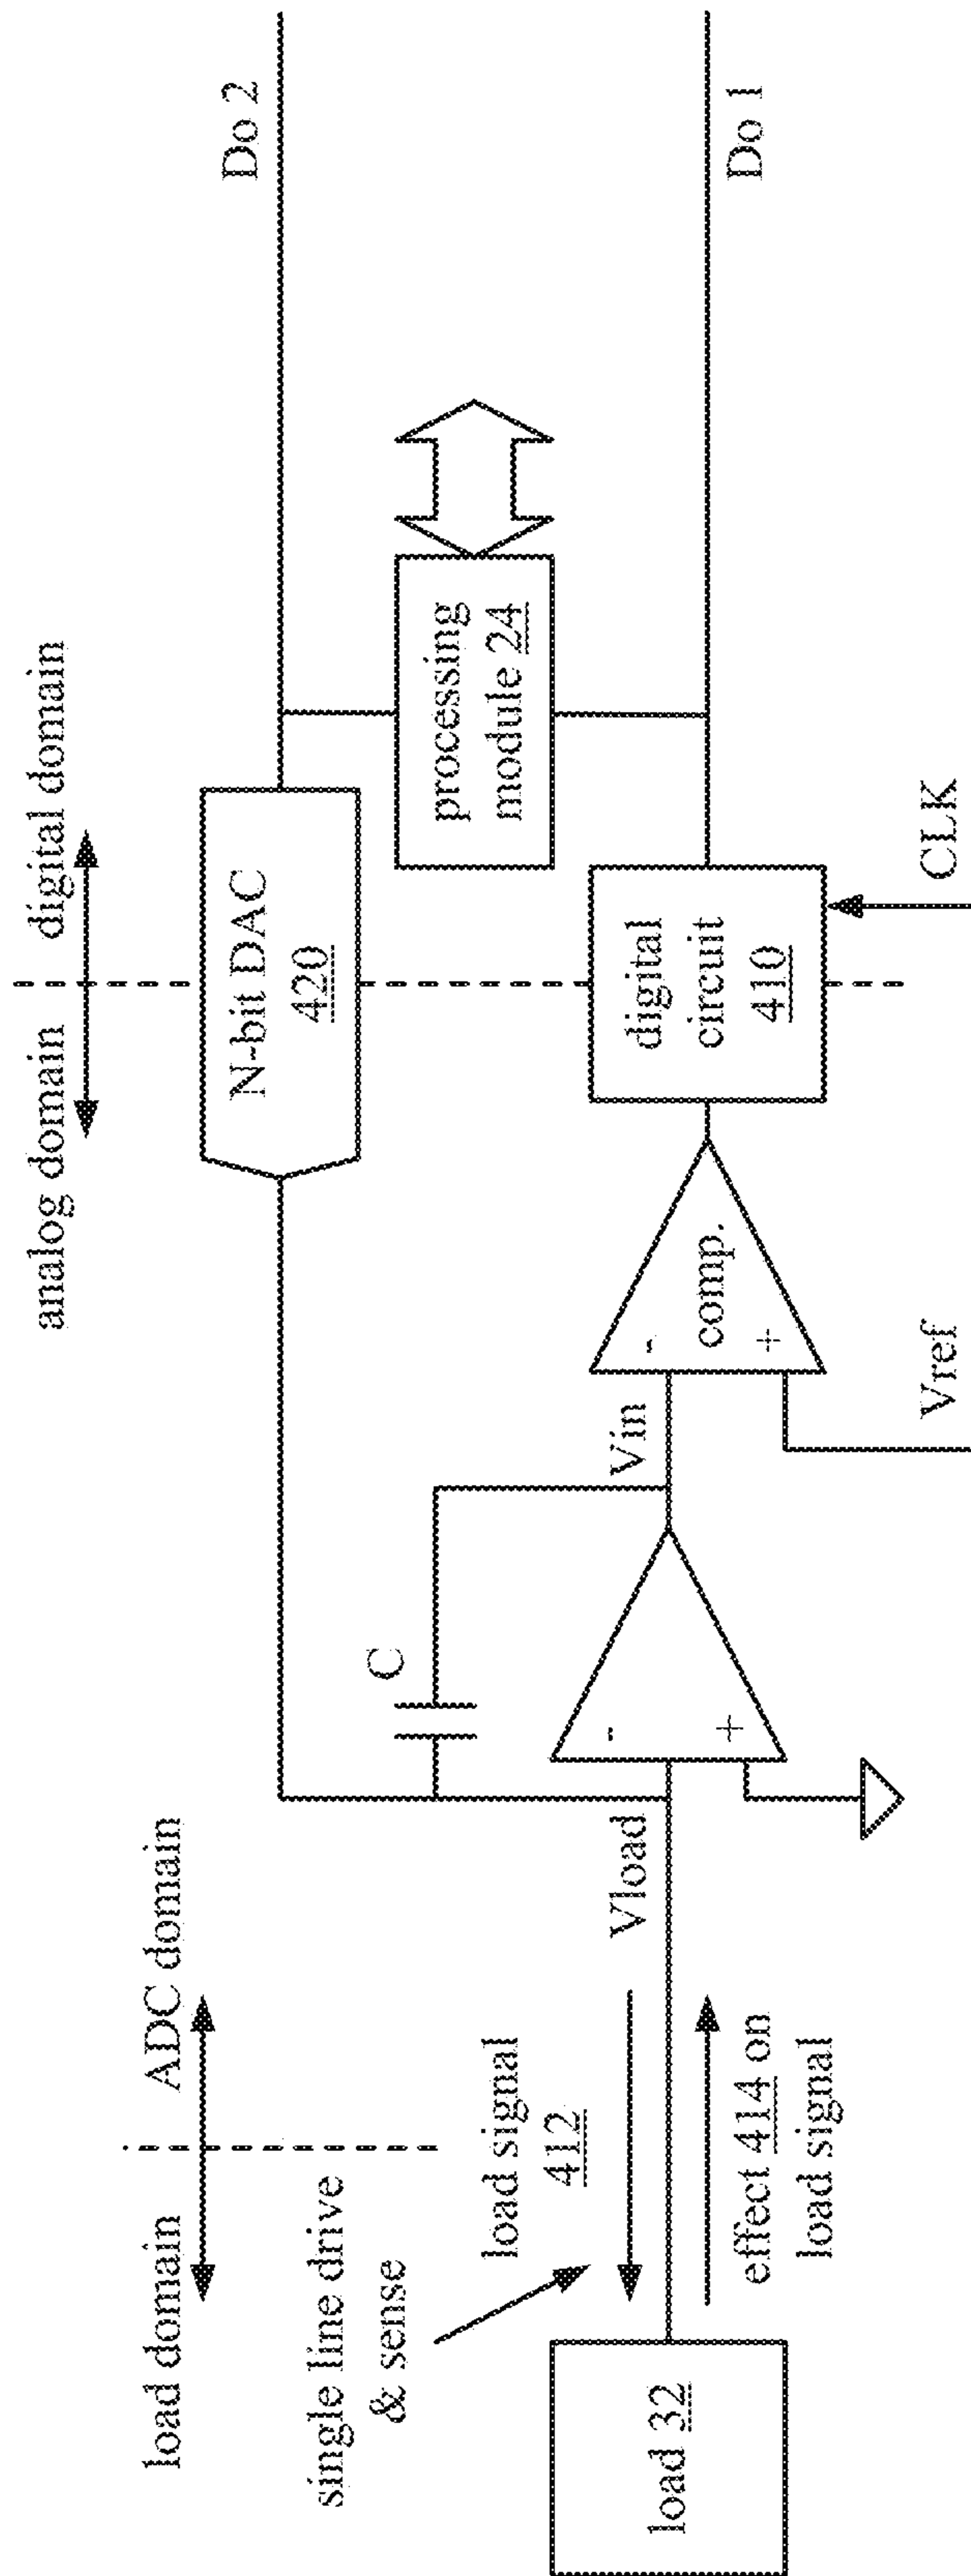 load domain
ADC domain
analog domain
digital domain
single line drive
& sense
load signal
412
load 32
effect 414 on
load signal
Vload
C
-
+
Vin
-
comp.
+
Vref
N-bit DAC
420
digital
circuit
410
CLK
processing
module 24
Do 2
Do 1